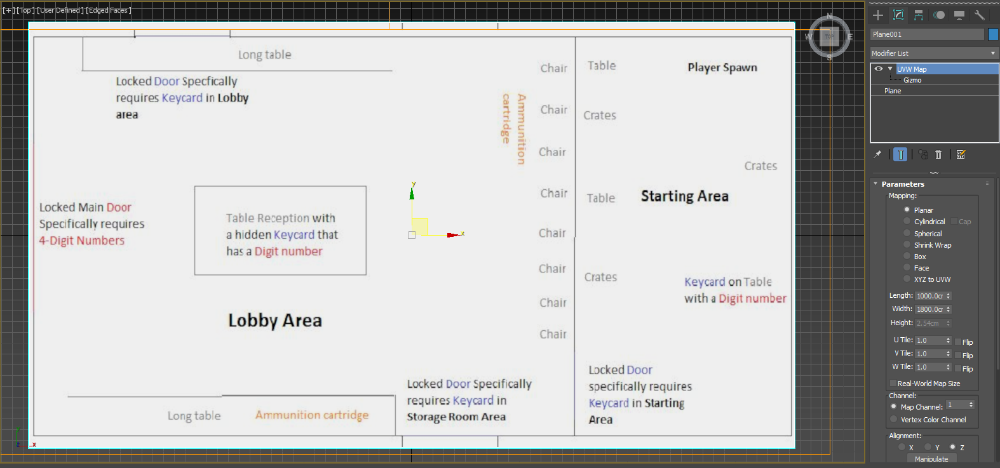 [+] [Top ] [User Defined ] [Edged Faces ]
Long table
Locked Door Specfically
requires Keycard in Lobby
area
Chair
Ammunition
cartridge
Chair
Chair
Chair
Chair
Chair
Chair
Chair
Table
Player Spawn
Crates
Crates
Table
Starting Area
Crates
Keycard on Table
with a Digit number
Locked Main Door
Specifically requires
4-Digit Numbers
Table Reception with
a hidden Keycard that
has a Digit number
y
x
Lobby Area
Locked Door Specifically
requires Keycard in
Storage Room Area
Locked Door
specifically requires
Keycard in Starting
Area
Long table
Ammunition cartridge
y
z
x
N
W
TOP
E
S
Plane001
Modifier List
UVW Map
Gizmo
Plane
Parameters
Mapping:
Planar
Cylindrical Cap
Spherical
Shrink Wrap
Box
Face
XYZ to UVW
Length: 1000.0cr
Width: 1800.0cr
Height: 2.54cm
U Tile: 1.0 Flip
V Tile: 1.0 Flip
W Tile: 1.0 Flip
Real-World Map Size
Channel:
Map Channel: 1
Vertex Color Channel
Alignment:
X Y Z
Manipulate